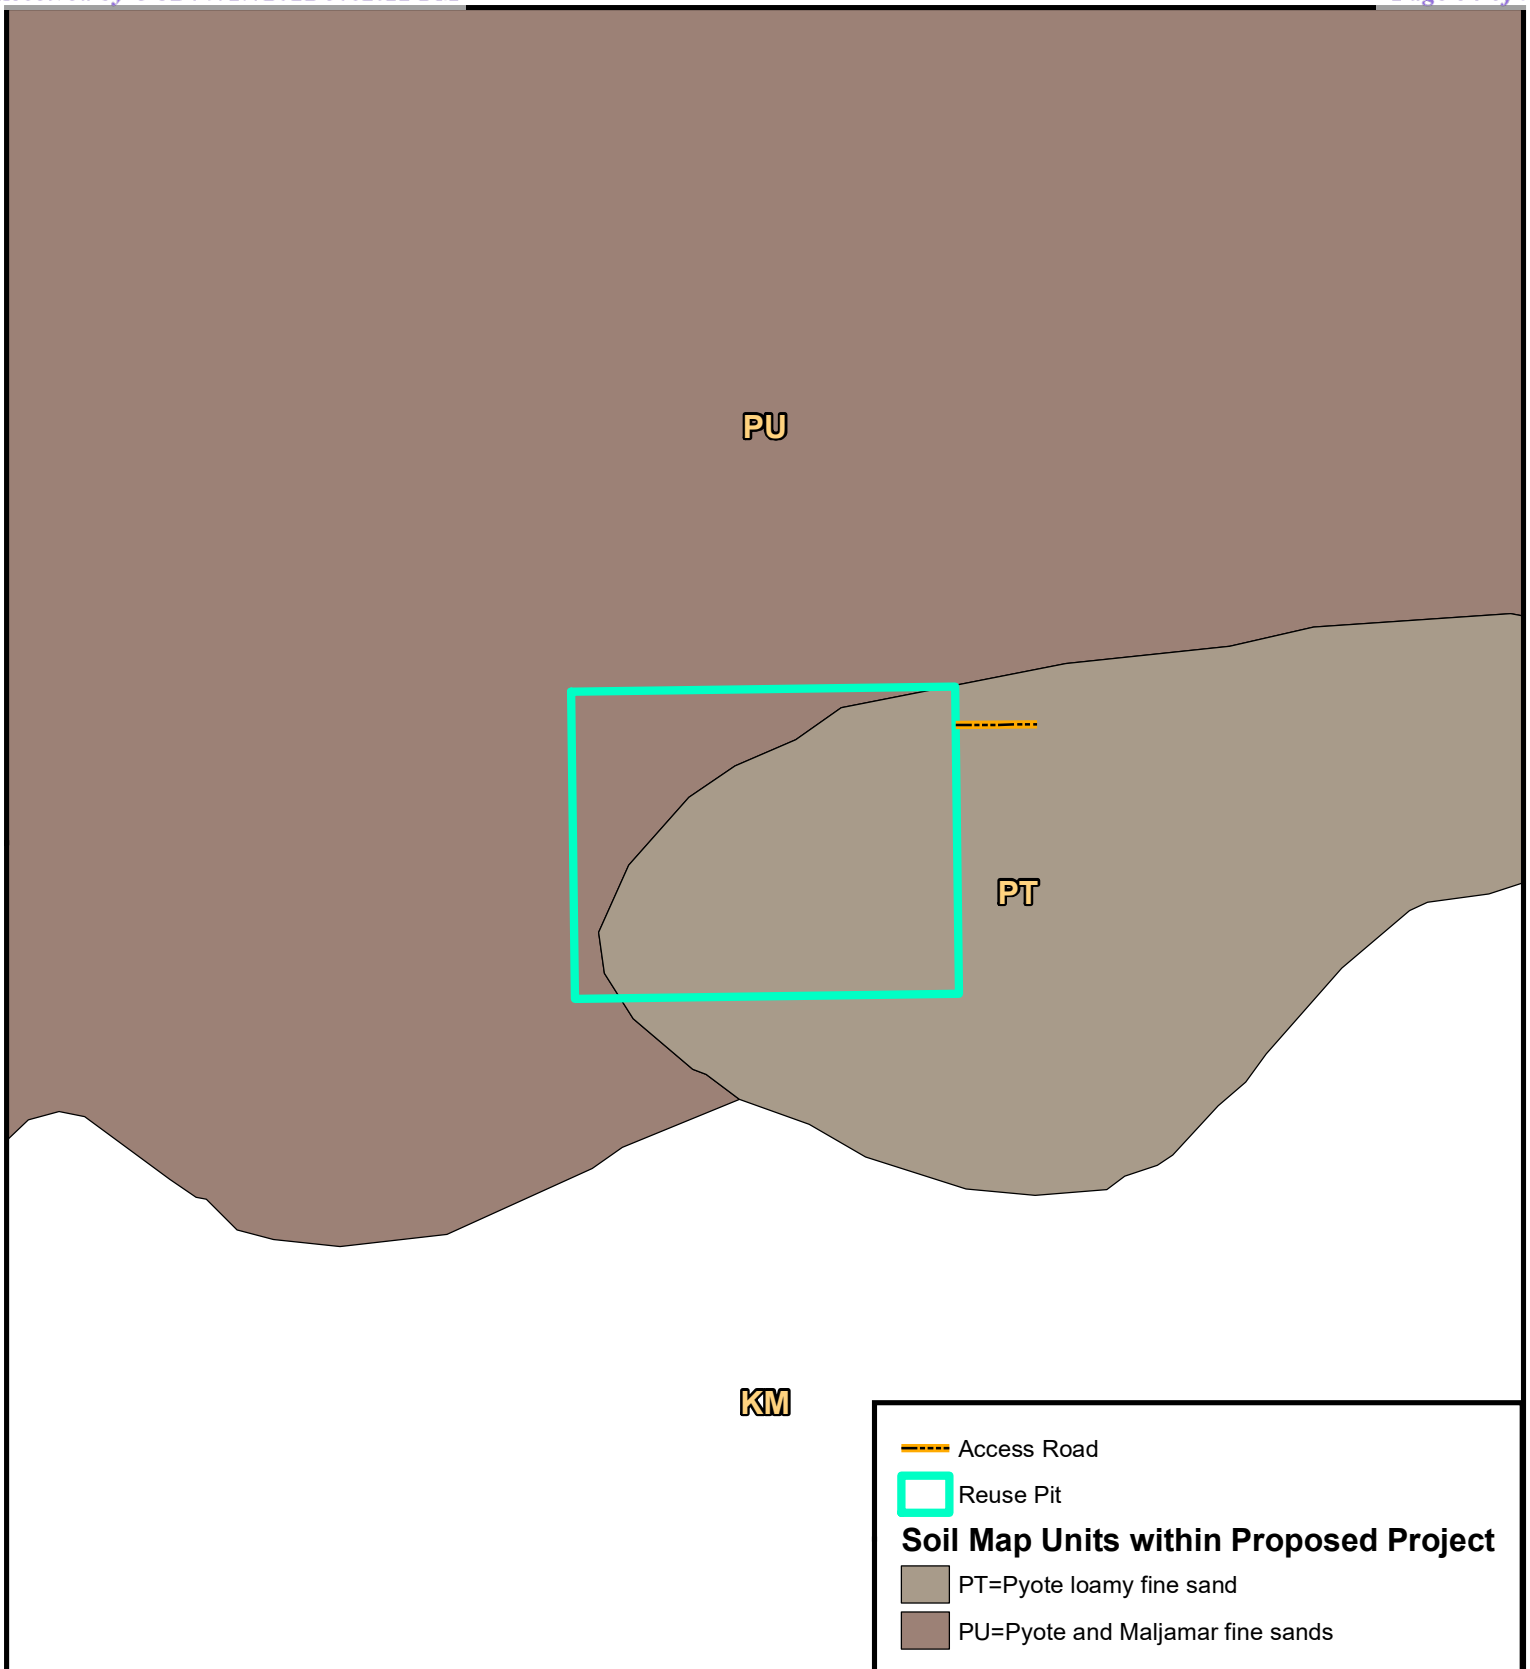 PU
PT
KM
Access Road
Reuse Pit
Soil Map Units within Proposed Project
PT=Pyote loamy fine sand
PU=Pyote and Maljamar fine sands